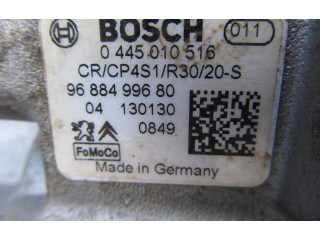 BOSCH 011
0 445 010 516
CR/CP4S1/R30/20-S
96 884 996 80
04 130130
0849
FoMoCo
Made in Germany